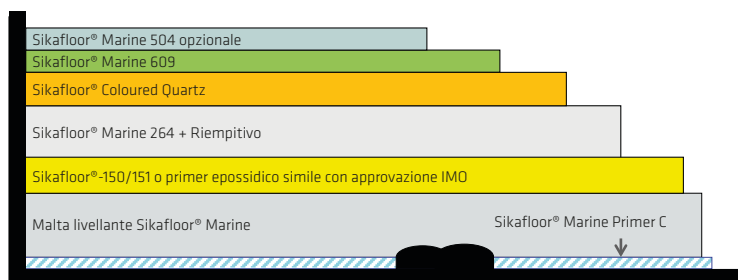 Sikafloor® Marine 504 opzionale
Sikafloor® Marine 609
Sikafloor® Coloured Quartz
Sikafloor® Marine 264 + Riempitivo
Sikafloor®-150/151 o primer epossidico simile con approvazione IMO
Malta livellante Sikafloor® Marine
Sikafloor® Marine Primer C